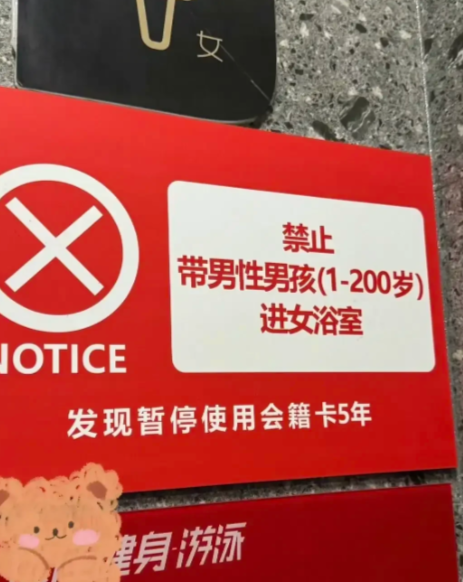 女
禁止
带男性男孩(1-200岁)
进女浴室
NOTICE
发现暂停使用会籍卡5年
健身·游泳